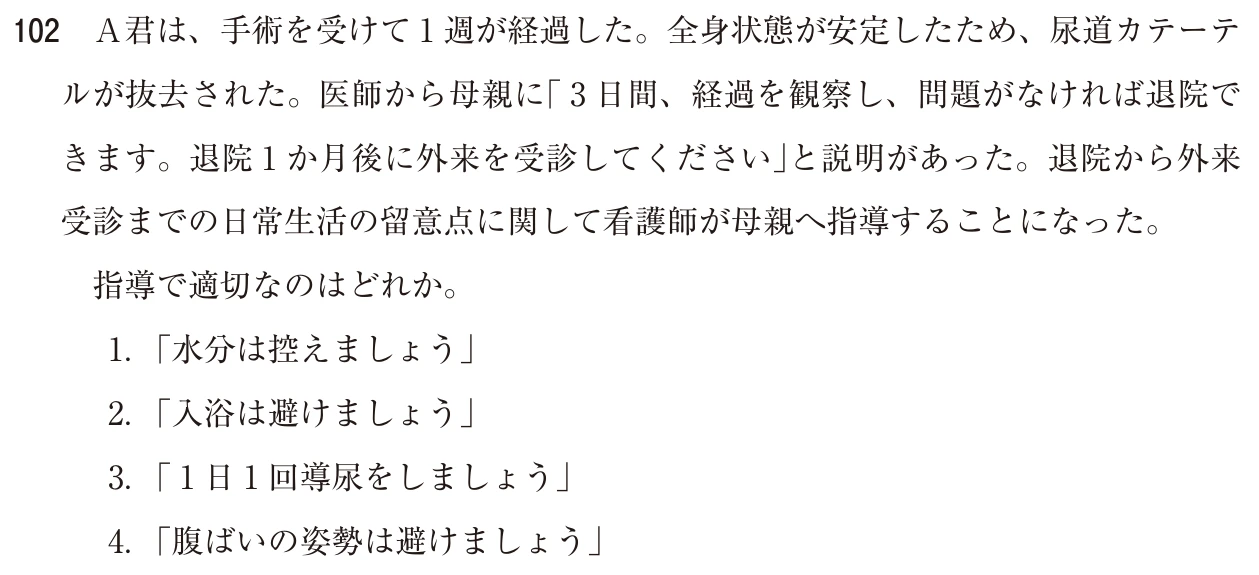 102 A君は、手術を受けて1週が経過した。全身状態が安定したため、尿道カテーテ
ルが抜去された。医師から母親に「3日間、経過を観察し、問題がなければ退院で
きます。退院1か月後に外来を受診してください」と説明があった。退院から外来
受診までの日常生活の留意点に関して看護師が母親へ指導することになった。
指導で適切なのはどれか。
1. 「水分は控えましょう」
2. 「入浴は避けましょう」
3. 「1日1回導尿をしましょう」
4. 「腹ばいの姿勢は避けましょう」